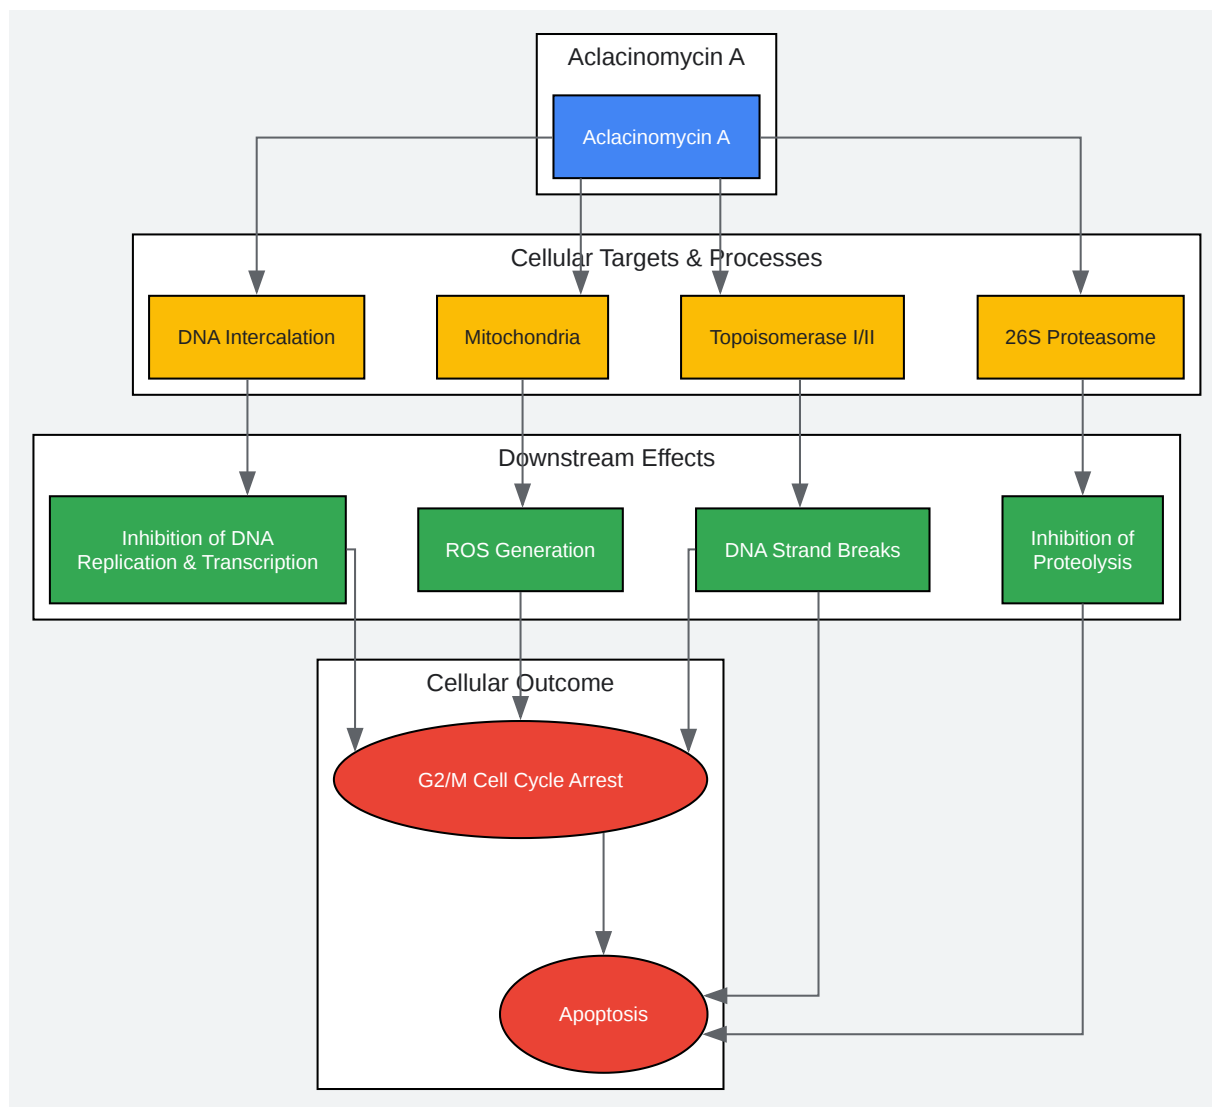 Aclacinomycin A
Aclacinomycin A
Cellular Targets & Processes
DNA Intercalation
Mitochondria
Topoisomerase I/II
26S Proteasome
Downstream Effects
Inhibition of DNA
Replication & Transcription
ROS Generation
DNA Strand Breaks
Inhibition of
Proteolysis
Cellular Outcome
G2/M Cell Cycle Arrest
Apoptosis